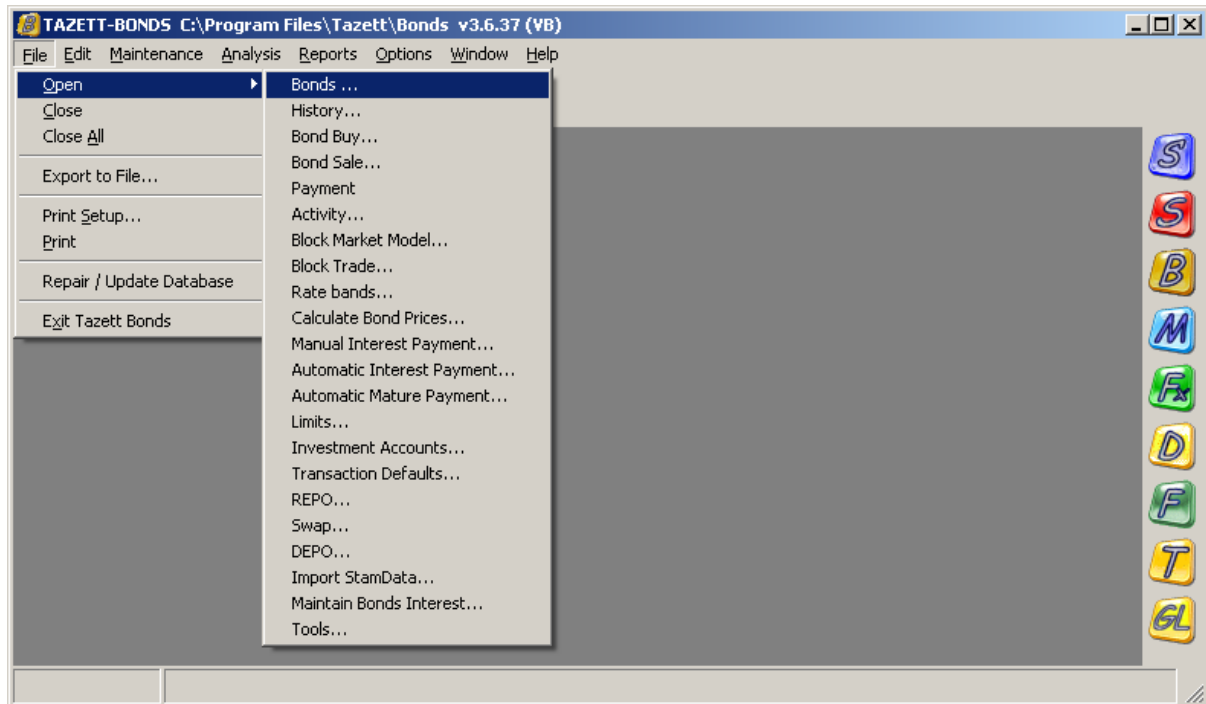 TAZETT-BONDS C:\Program Files\Tazett\Bonds v3.6.37 (VB)
File Edit Maintenance Analysis Reports Options Window Help
Open
Close
Close All
Export to File...
Print Setup...
Print
Repair / Update Database
Exit Tazett Bonds
Bonds ...
History...
Bond Buy...
Bond Sale...
Payment
Activity...
Block Market Model...
Block Trade...
Rate bands...
Calculate Bond Prices...
Manual Interest Payment...
Automatic Interest Payment...
Automatic Mature Payment...
Limits...
Investment Accounts...
Transaction Defaults...
REPO...
Swap...
DEPO...
Import StamData...
Maintain Bonds Interest...
Tools...
S
S
B
M
Fx
D
F
T
GL